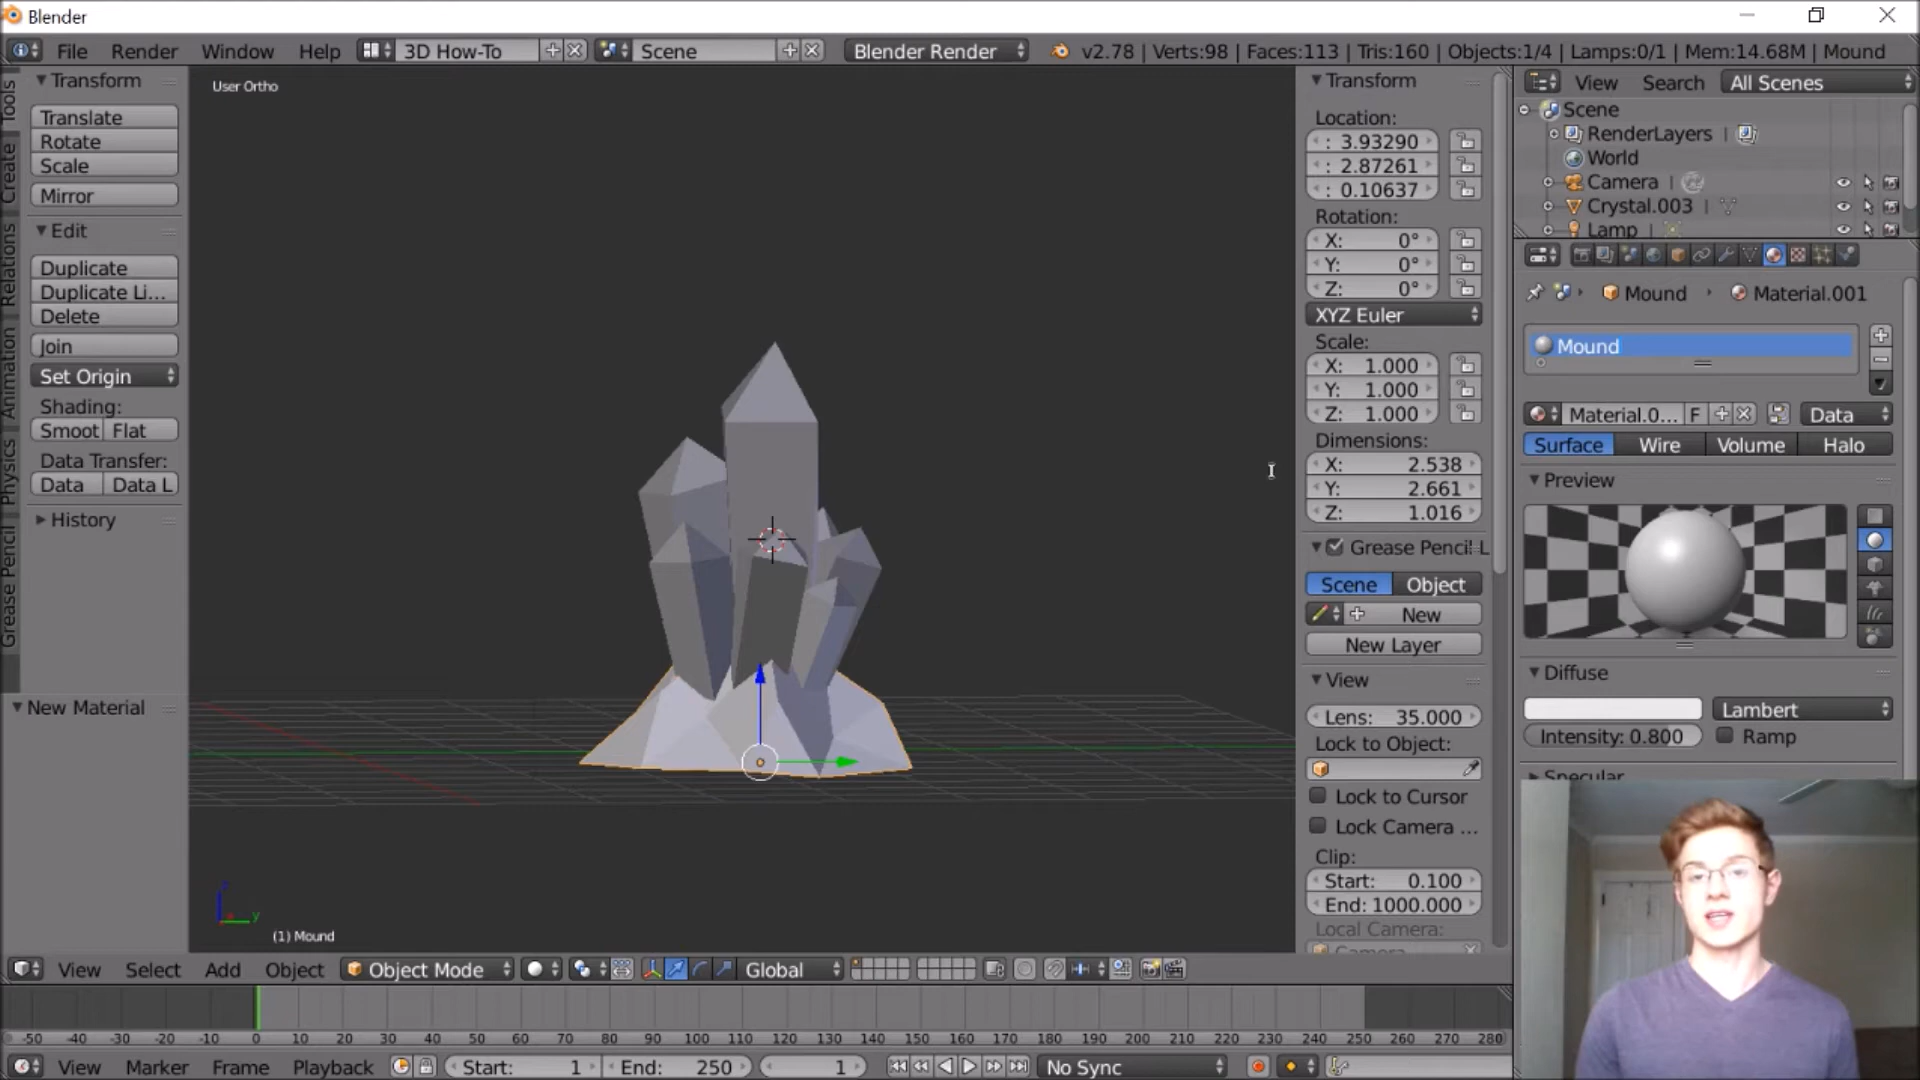 Blender
File Render Window Help 3D How-To Scene Blender Render v2.78 | Verts:98 | Faces:113 | Tris:160 | Objects:1/4 | Lamps:0/1 | Mem:14.68M | Mound
Tools
Create
Relations
Animation
Physics
Grease Pencil
Transform
Translate
Rotate
Scale
Mirror
Edit
Duplicate
Duplicate Li...
Delete
Join
Set Origin
Shading:
Smoot Flat
Data Transfer:
Data Data L
History
New Material
User Ortho
z
y
(1) Mound
Transform
Location:
: 3.93290
: 2.87261
: 0.10637
Rotation:
X: 0°
Y: 0°
Z: 0°
XYZ Euler
Scale:
X: 1.000
Y: 1.000
Z: 1.000
Dimensions:
X: 2.538
Y: 2.661
Z: 1.016
Grease Pencil L
Scene Object
New
New Layer
View
Lens: 35.000
Lock to Object:
Lock to Cursor
Lock Camera ...
Clip:
Start: 0.100
End: 1000.000
Local Camera:
Camera
View Search All Scenes
Scene
RenderLayers
World
Camera
Crystal.003
Lamp
Mound Material.001
Mound
Material.0... F Data
Surface Wire Volume Halo
Preview
Diffuse
Lambert
Intensity: 0.800 Ramp
Specular
View Select Add Object Object Mode Global
-50 -40 -30 -20 -10 0 10 20 30 40 50 60 70 80 90 100 110 120 130 140 150 160 170 180 190 200 210 220 230 240 250 260 270 280
View Marker Frame Playback Start: 1 End: 250 1 No Sync